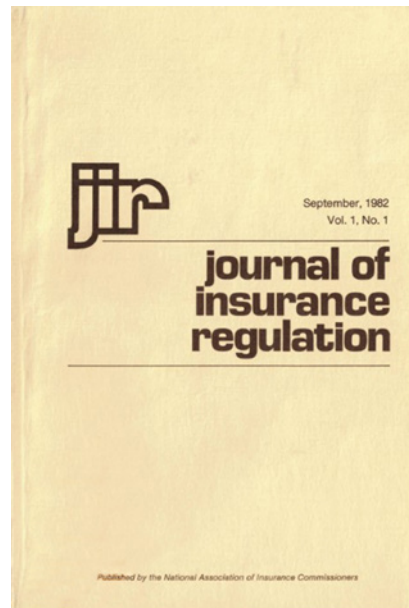 jir
September, 1982
Vol. 1, No. 1
journal of
insurance
regulation
Published by the National Association of Insurance Commissioners